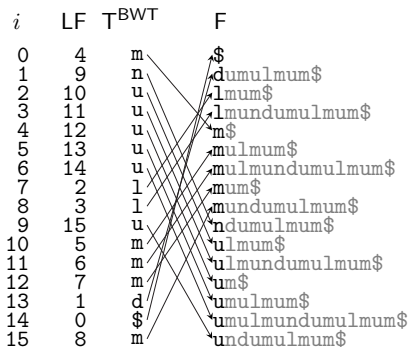 i LF T^BWT F
0 4 m $
1 9 n dumulmum$
2 10 u lmum$
3 11 u lmundumulmum$
4 12 u m$
5 13 u mulmum$
6 14 u mulmundumulmum$
7 2 l mum$
8 3 l mundumulmum$
9 15 u ndumulmum$
10 5 m ulmum$
11 6 m ulmundumulmum$
12 7 m um$
13 1 d umulmum$
14 0 $ umulmundumulmum$
15 8 m undumulmum$